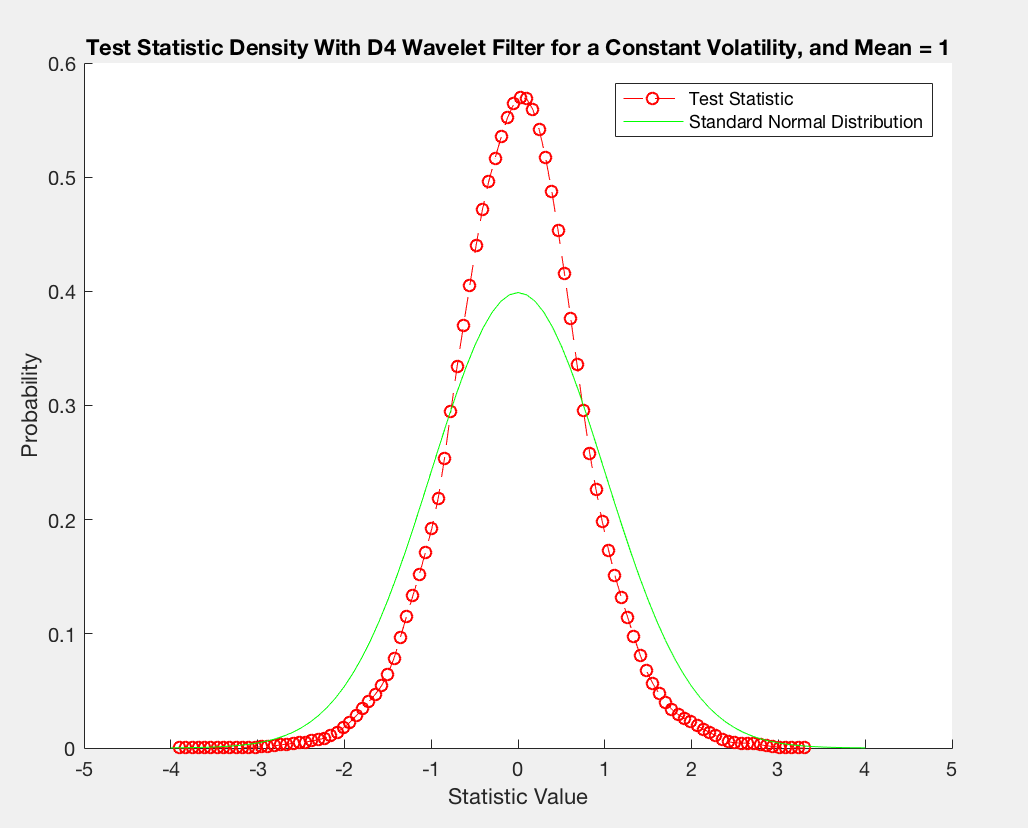 Test Statistic Density With D4 Wavelet Filter for a Constant Volatility, and Mean = 1
0.6
0.5
0.4
0.3
0.2
0.1
0
Probability
Test Statistic
Standard Normal Distribution
-5 -4 -3 -2 -1 0 1 2 3 4 5
Statistic Value